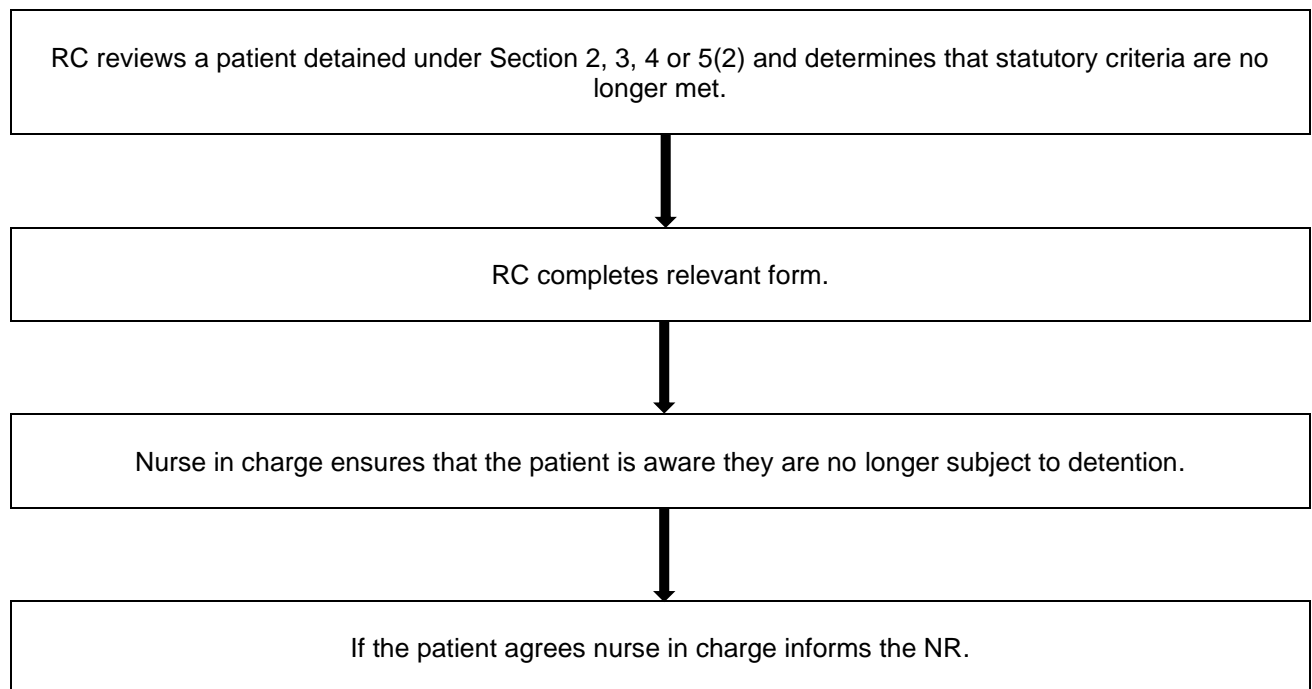 RC reviews a patient detained under Section 2, 3, 4 or 5(2) and determines that statutory criteria are no
longer met.
RC completes relevant form.
Nurse in charge ensures that the patient is aware they are no longer subject to detention.
If the patient agrees nurse in charge informs the NR.